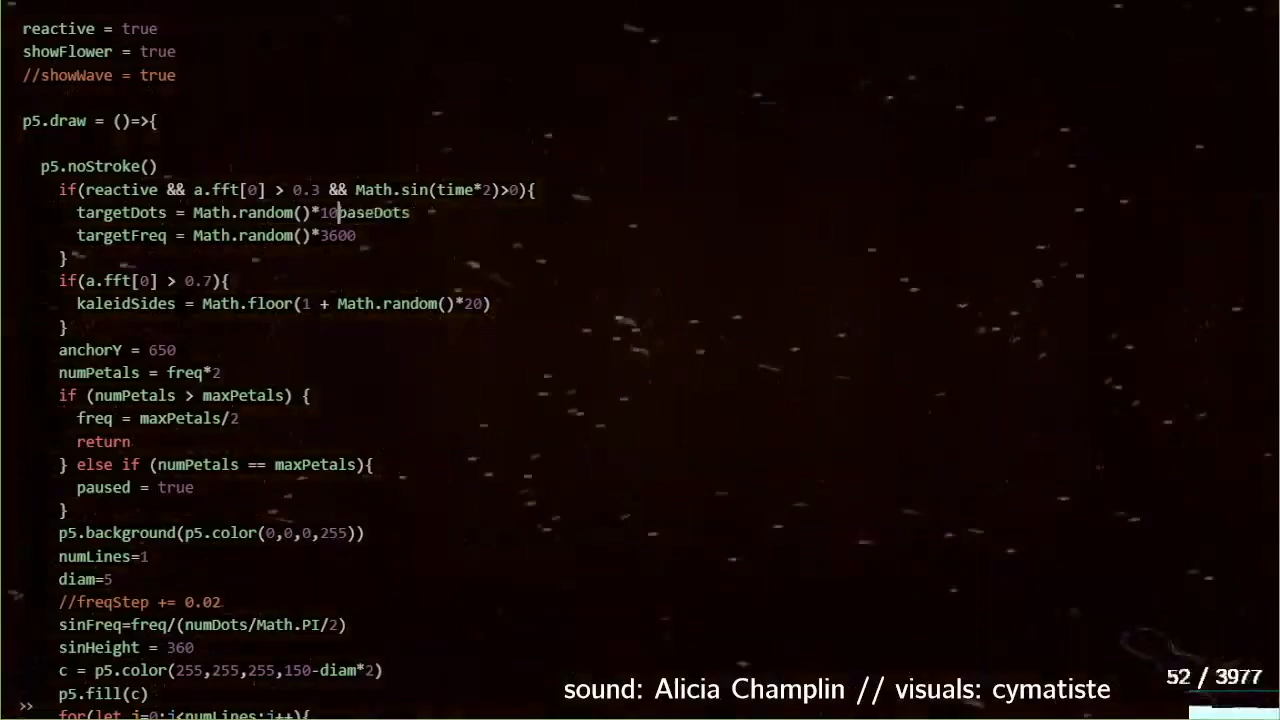 reactive = true
showFlower = true
//showWave = true
p5.draw = ()=>{
p5.noStroke()
if(reactive && a.fft[0] > 0.3 && Math.sin(time*2)>0){
targetDots = Math.random()*10baseDots
targetFreq = Math.random()*3600
}
if(a.fft[0] > 0.7){
kaleidSides = Math.floor(1 + Math.random()*20)
}
anchorY = 650
numPetals = freq*2
if (numPetals > maxPetals) {
freq = maxPetals/2
return
} else if (numPetals == maxPetals){
paused = true
}
p5.background(p5.color(0,0,0,255))
numLines=1
diam=5
//freqStep += 0.02
sinFreq=freq/(numDots/Math.PI/2)
sinHeight = 360
c = p5.color(255,255,255,150-diam*2)
p5.fill(c)
>>
for(let i=0;i<numLines;i++){
sound: Alicia Champlin // visuals: cymatiste
52 / 3977